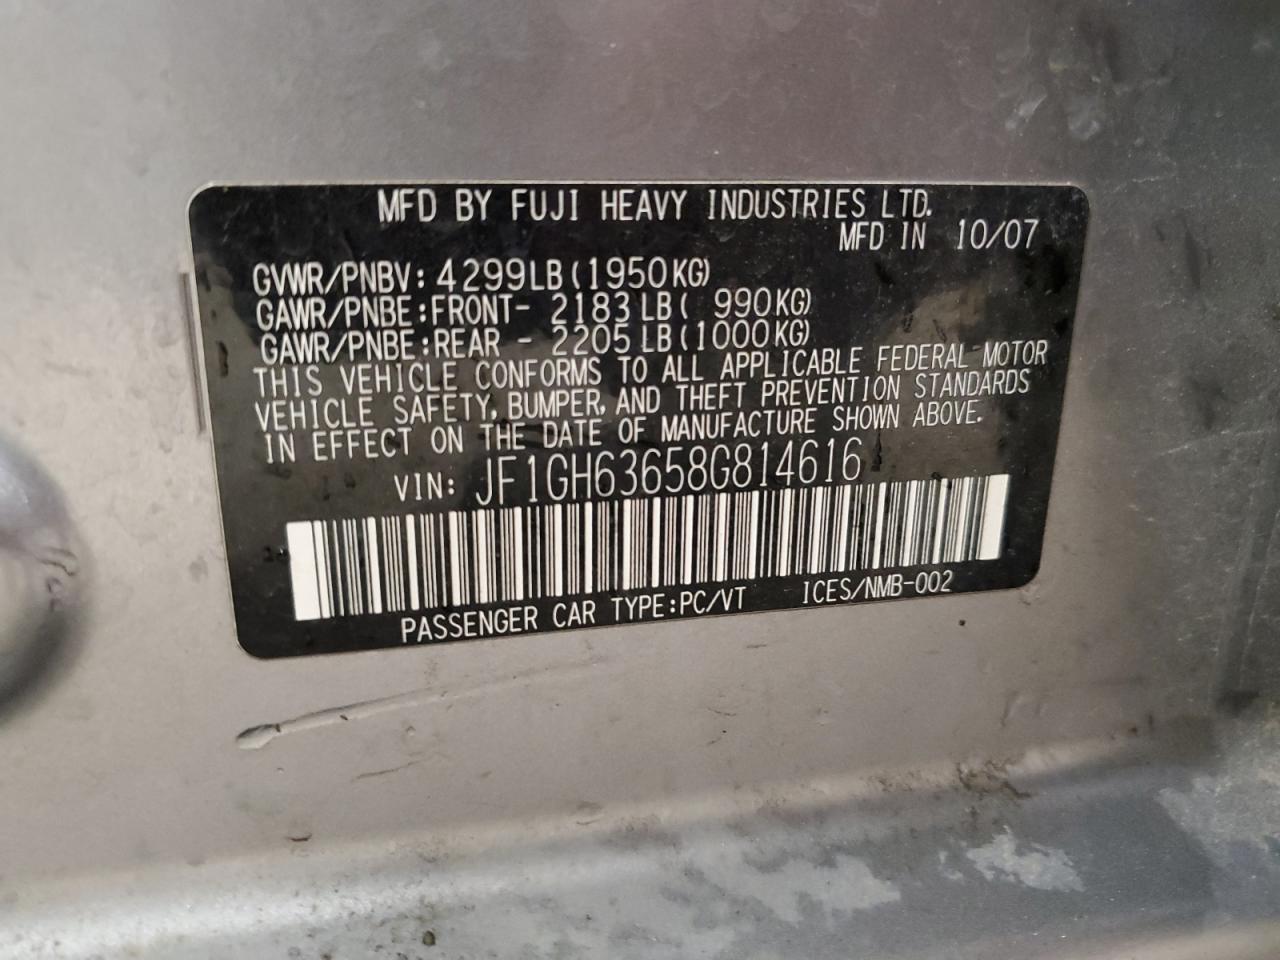 MFD BY FUJI HEAVY INDUSTRIES LTD.
MFD IN 10/07
GVWR/PNBV: 4299LB(1950KG)
GAWR/PNBE:FRONT- 2183LB( 990KG)
GAWR/PNBE:REAR - 2205LB(1000KG)
THIS VEHICLE CONFORMS TO ALL APPLICABLE FEDERAL MOTOR
VEHICLE SAFETY, BUMPER, AND THEFT PREVENTION STANDARDS
IN EFFECT ON THE DATE OF MANUFACTURE SHOWN ABOVE.
VIN: JF1GH63658G814616
PASSENGER CAR TYPE:PC/VT ICES/NMB-002